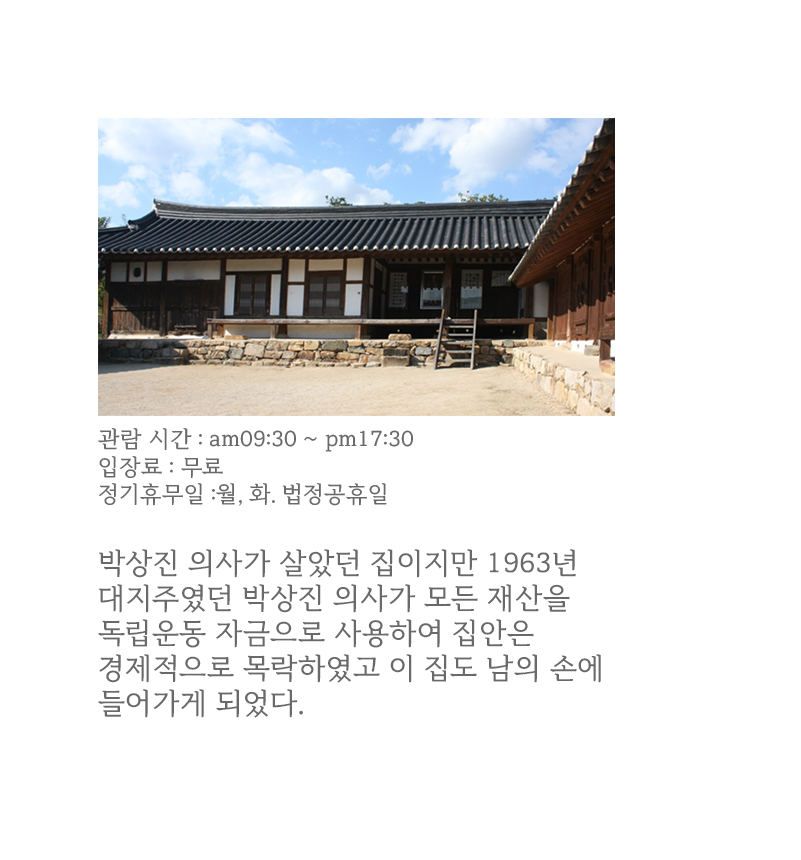 관람 시간 : am09:30 ~ pm17:30
입장료 : 무료
정기휴무일 :월, 화. 법정공휴일
박상진 의사가 살았던 집이지만 1963년
대지주였던 박상진 의사가 모든 재산을
독립운동 자금으로 사용하여 집안은
경제적으로 목락하였고 이 집도 남의 손에
들어가게 되었다.